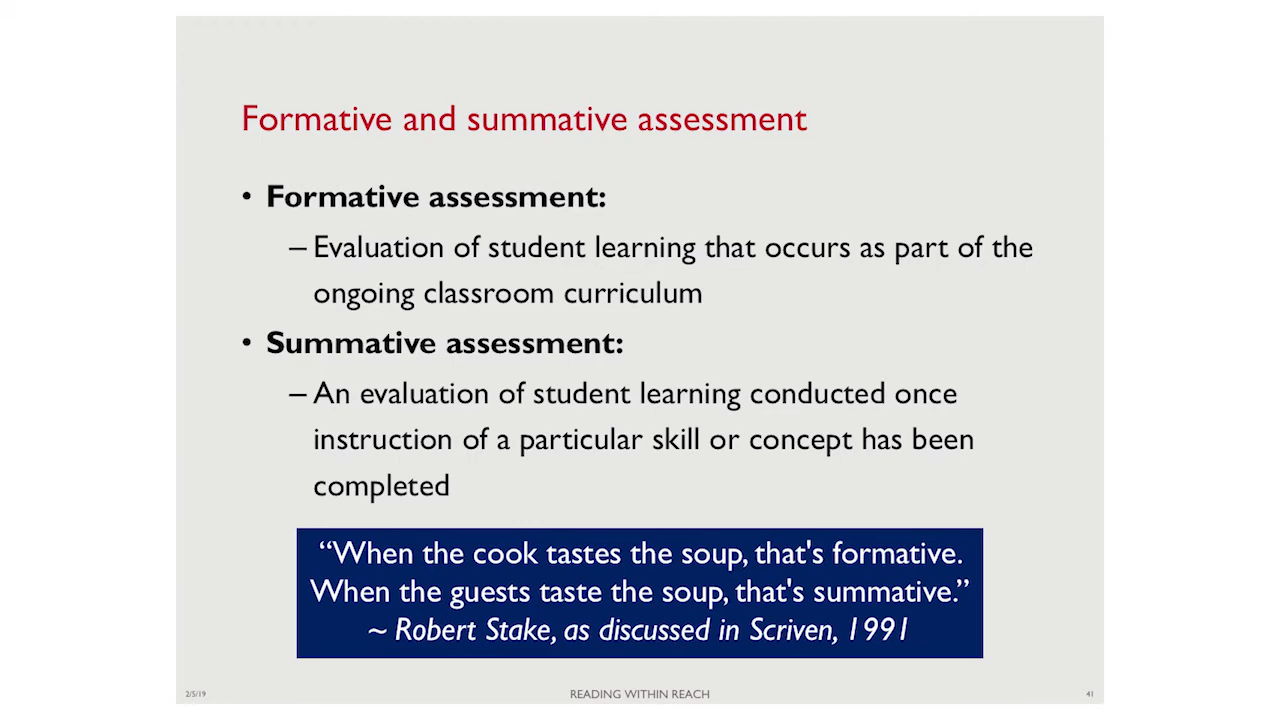 Formative and summative assessment
• Formative assessment:
– Evaluation of student learning that occurs as part of the
ongoing classroom curriculum
• Summative assessment:
– An evaluation of student learning conducted once
instruction of a particular skill or concept has been
completed
“When the cook tastes the soup, that's formative.
When the guests taste the soup, that's summative.”
~ Robert Stake, as discussed in Scriven, 1991
2/5/19 READING WITHIN REACH 41